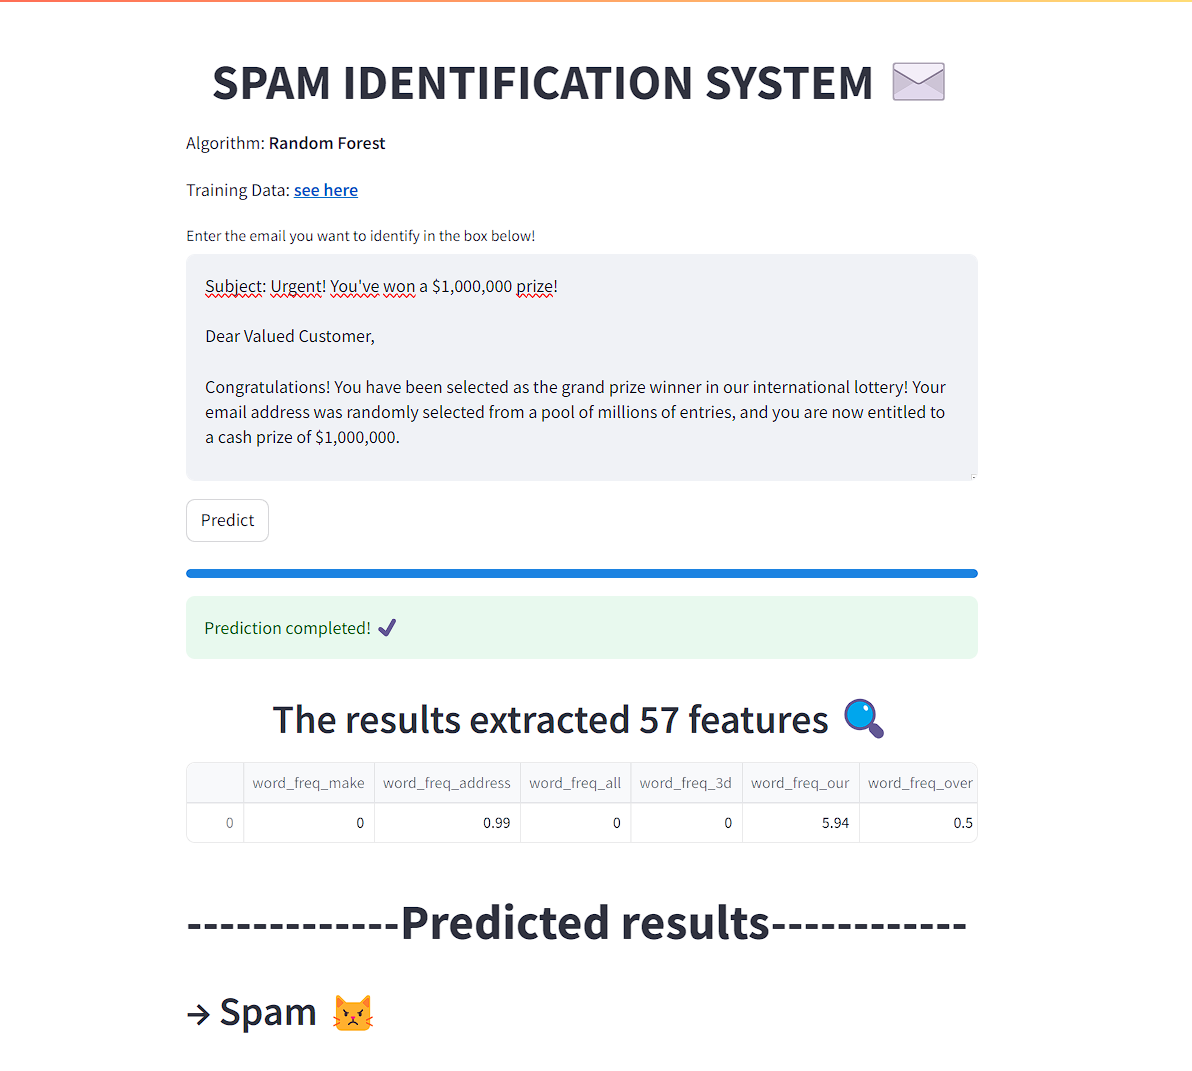 SPAM IDENTIFICATION SYSTEM
Algorithm: Random Forest
Training Data: see here
Enter the email you want to identify in the box below!
Subject: Urgent! You've won a $1,000,000 prize!
Dear Valued Customer,
Congratulations! You have been selected as the grand prize winner in our international lottery! Your
email address was randomly selected from a pool of millions of entries, and you are now entitled to
a cash prize of $1,000,000.
Predict
Prediction completed!
The results extracted 57 features
word_freq_make word_freq_address word_freq_all word_freq_3d word_freq_our word_freq_over
0 0 0.99 0 0 5.94 0.5
-------------Predicted results------------
→ Spam